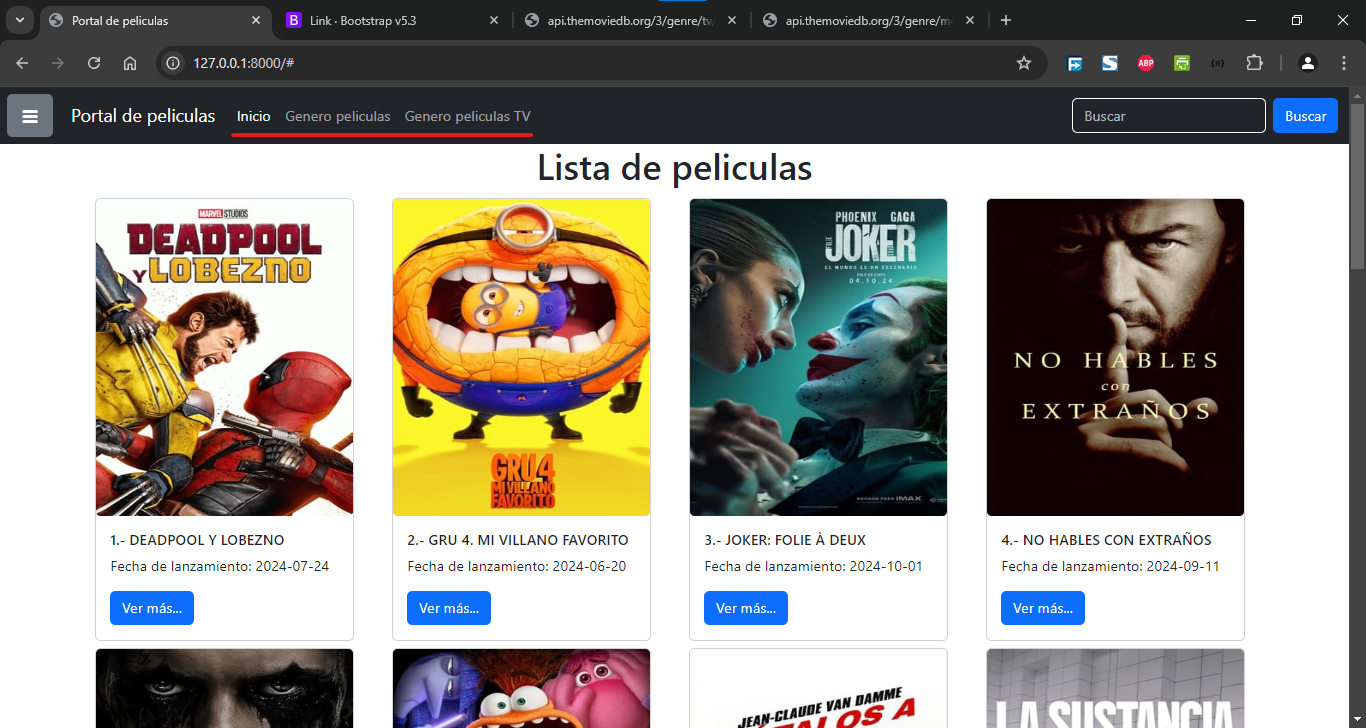 Portal de peliculas
Link · Bootstrap v5.3
api.themoviedb.org/3/genre/tv/
api.themoviedb.org/3/genre/m
127.0.0.1:8000/#
ABP
Portal de peliculas
Inicio
Genero peliculas
Genero peliculas TV
Buscar
Buscar
Lista de peliculas
MARVEL STUDIOS
DEADPOOL
Y LOBEZNO
GRU 4
MI VILLANO
FAVORITO
PHOENIX GAGA
JOKER
FOLIE À DEUX
EL MUNDO ES UN ESCENARIO
04.10.24
IMAX
NO HABLES
con
EXTRAÑOS
1.- DEADPOOL Y LOBEZNO
Fecha de lanzamiento: 2024-07-24
Ver más...
2.- GRU 4. MI VILLANO FAVORITO
Fecha de lanzamiento: 2024-06-20
Ver más...
3.- JOKER: FOLIE À DEUX
Fecha de lanzamiento: 2024-10-01
Ver más...
4.- NO HABLES CON EXTRAÑOS
Fecha de lanzamiento: 2024-09-11
Ver más...
JEAN-CLAUDE VAN DAMME
TALOS A
LA SUSTANCIA